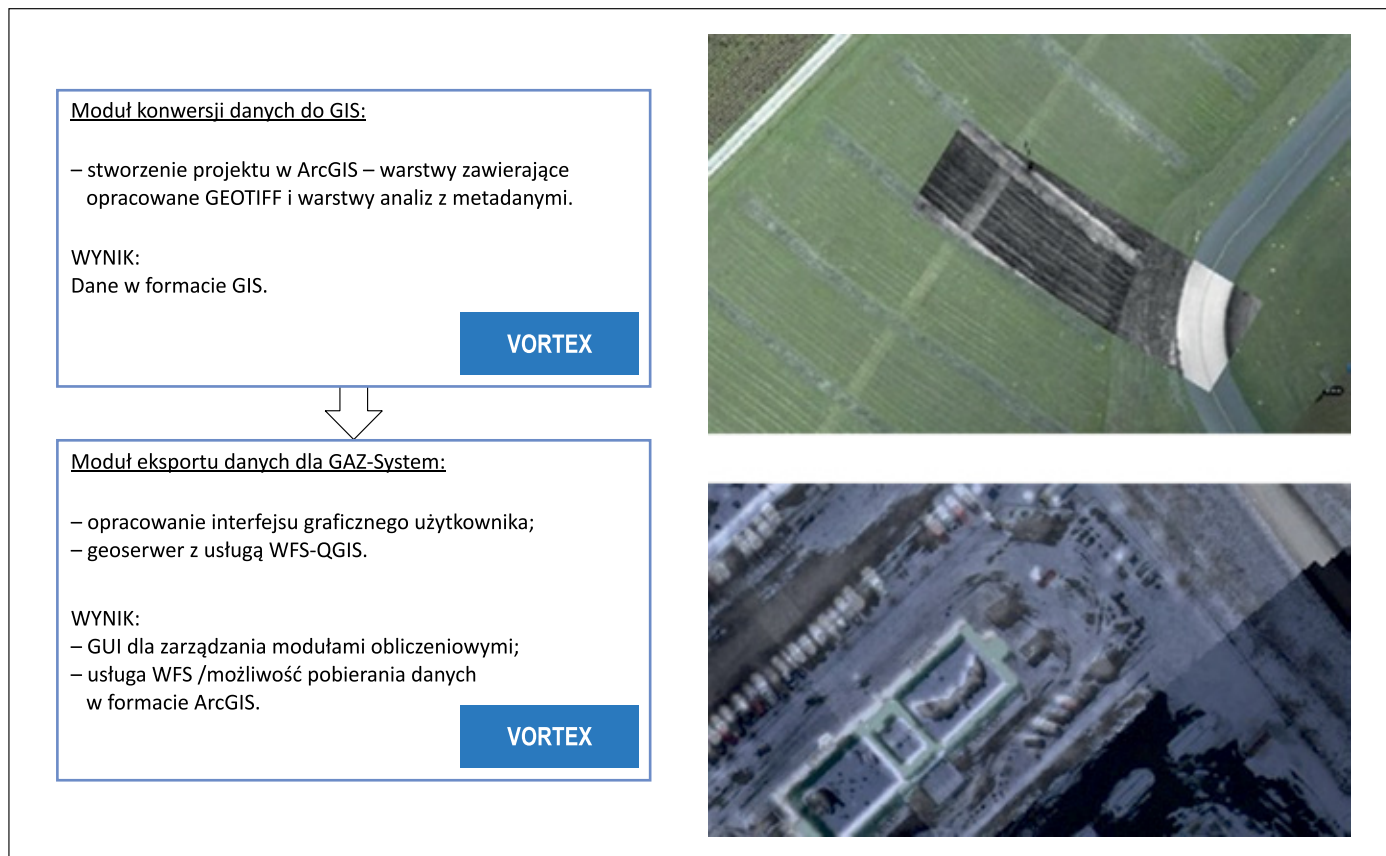 Moduł konwersji danych do GIS:
– stworzenie projektu w ArcGIS – warstwy zawierające
opracowane GEOTIFF i warstwy analiz z metadanymi.
WYNIK:
Dane w formacie GIS.
VORTEX
Moduł eksportu danych dla GAZ-System:
– opracowanie interfejsu graficznego użytkownika;
– geoserwer z usługą WFS-QGIS.
WYNIK:
– GUI dla zarządzania modułami obliczeniowymi;
– usługa WFS /możliwość pobierania danych
w formacie ArcGIS.
VORTEX